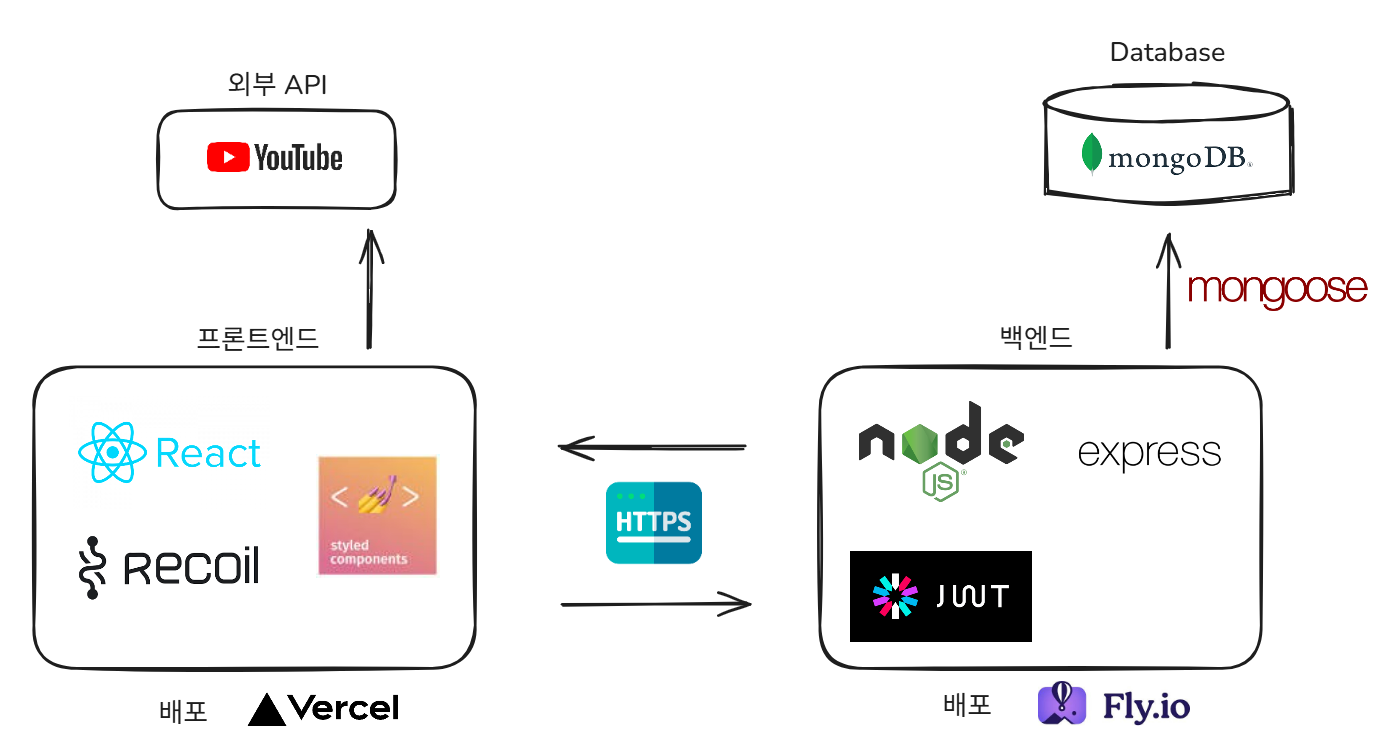 Database
외부 API
YouTube
mongoDB®
mongoose
프론트엔드
백엔드
React
node
JS®
express
< >
styled
components
HTTPS
Recoil
JWT
배포
Vercel
배포
Fly.io